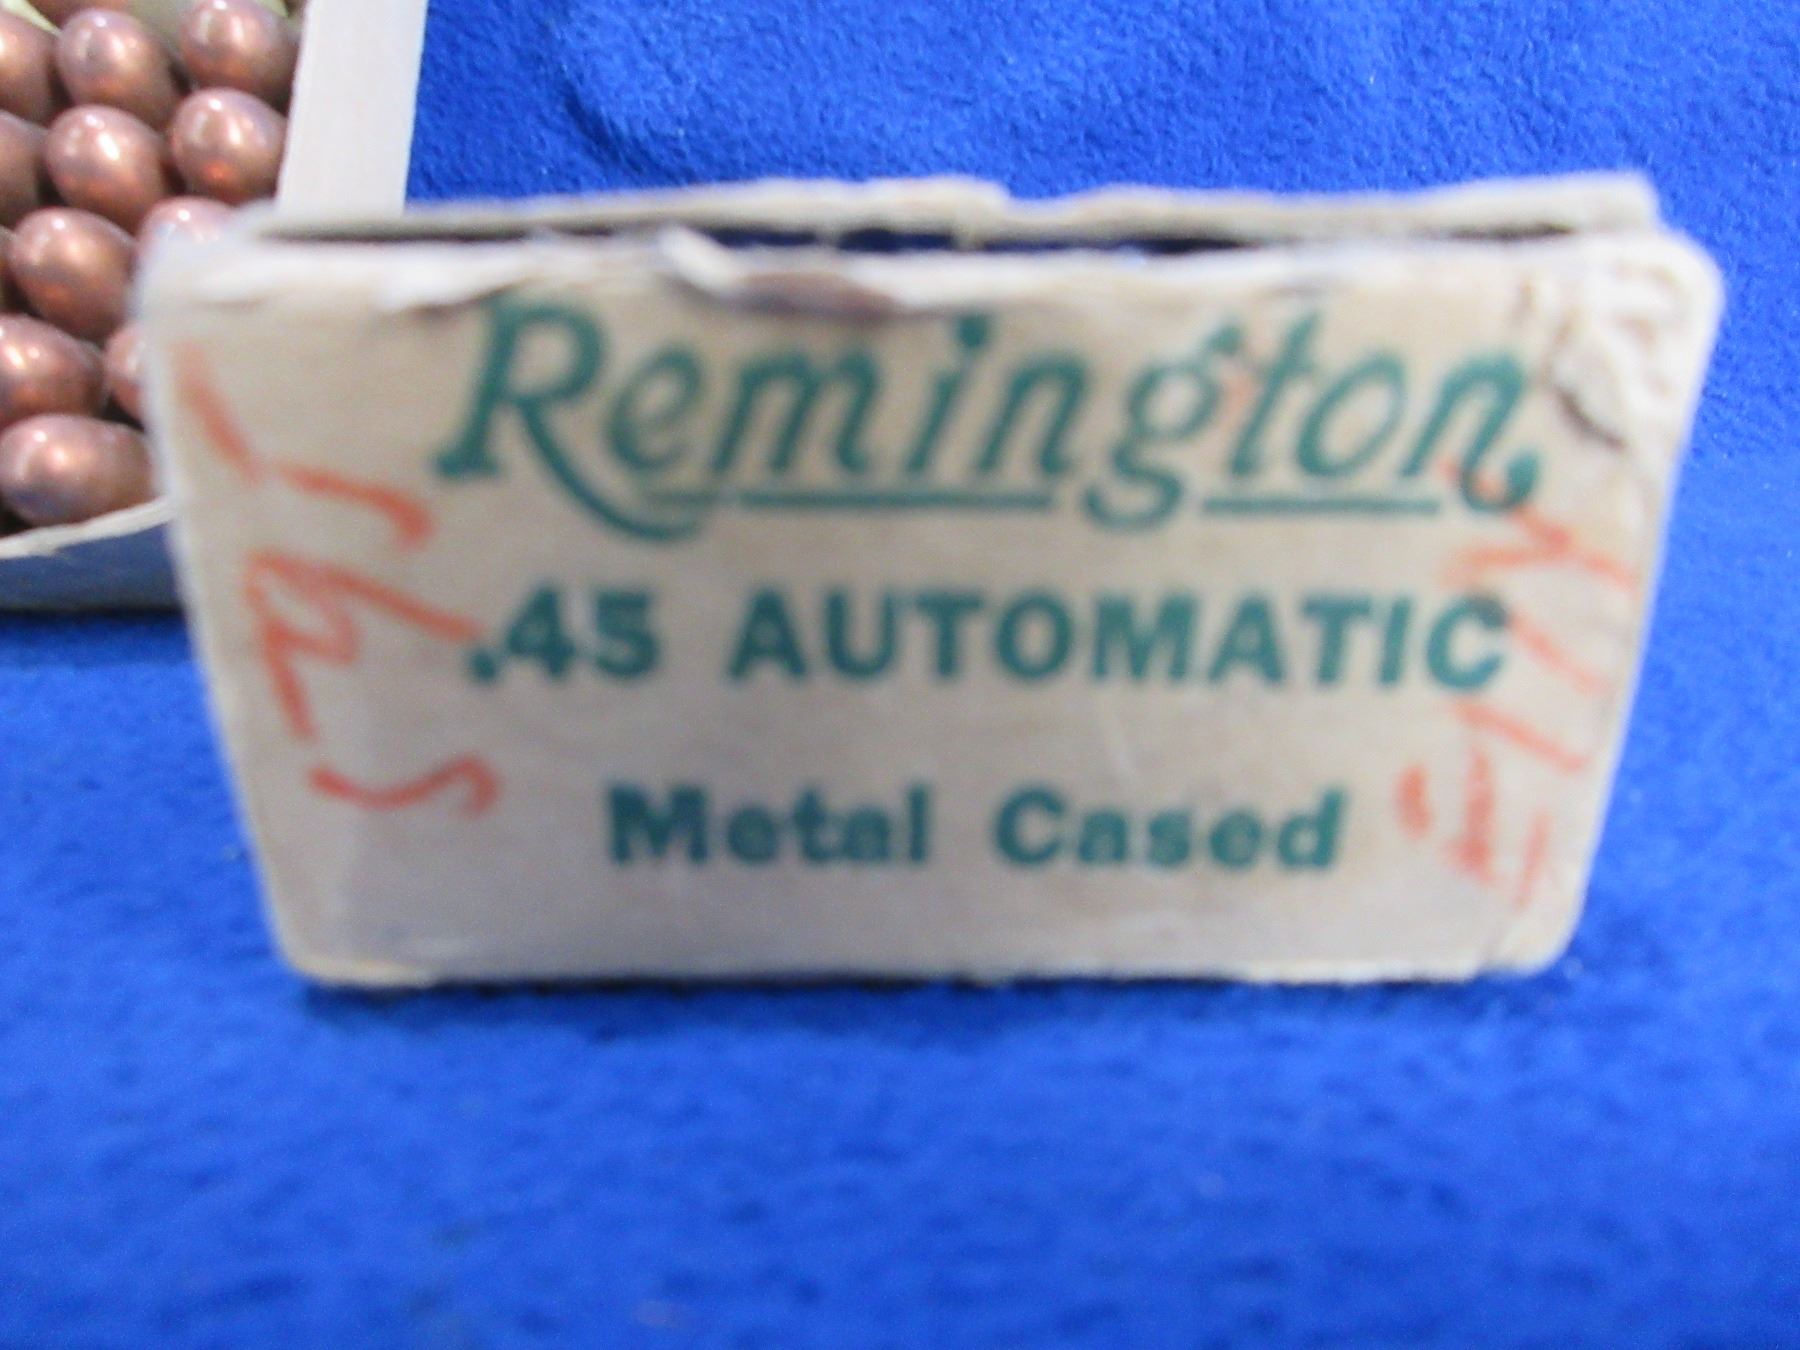 Remington
.45 AUTOMATIC
Metal Cased